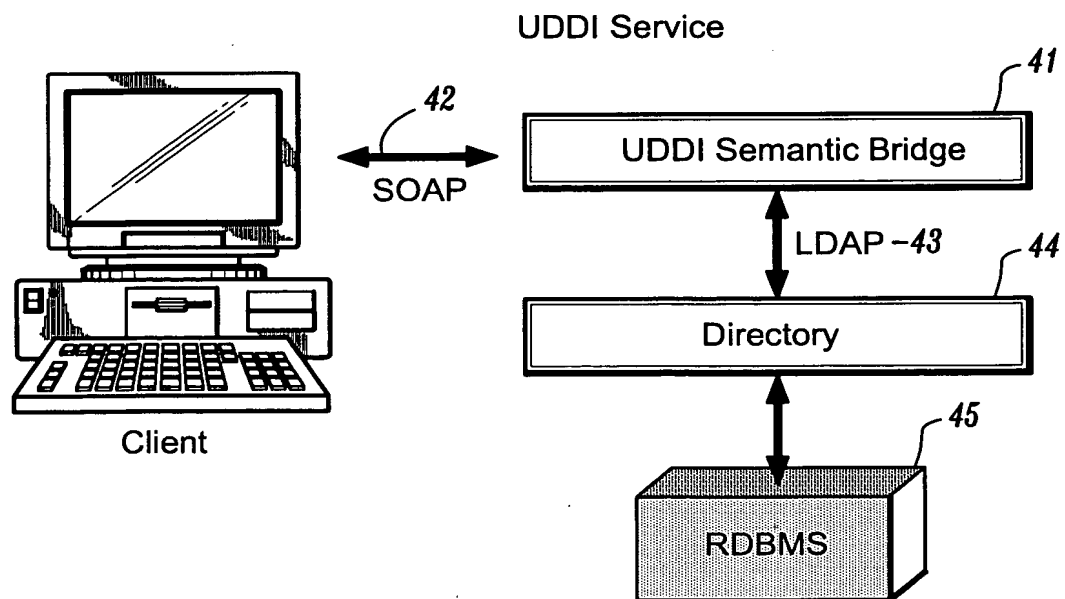 UDDI Service
41
42
UDDI Semantic Bridge
SOAP
LDAP -43
44
Directory
Client
45
RDBMS